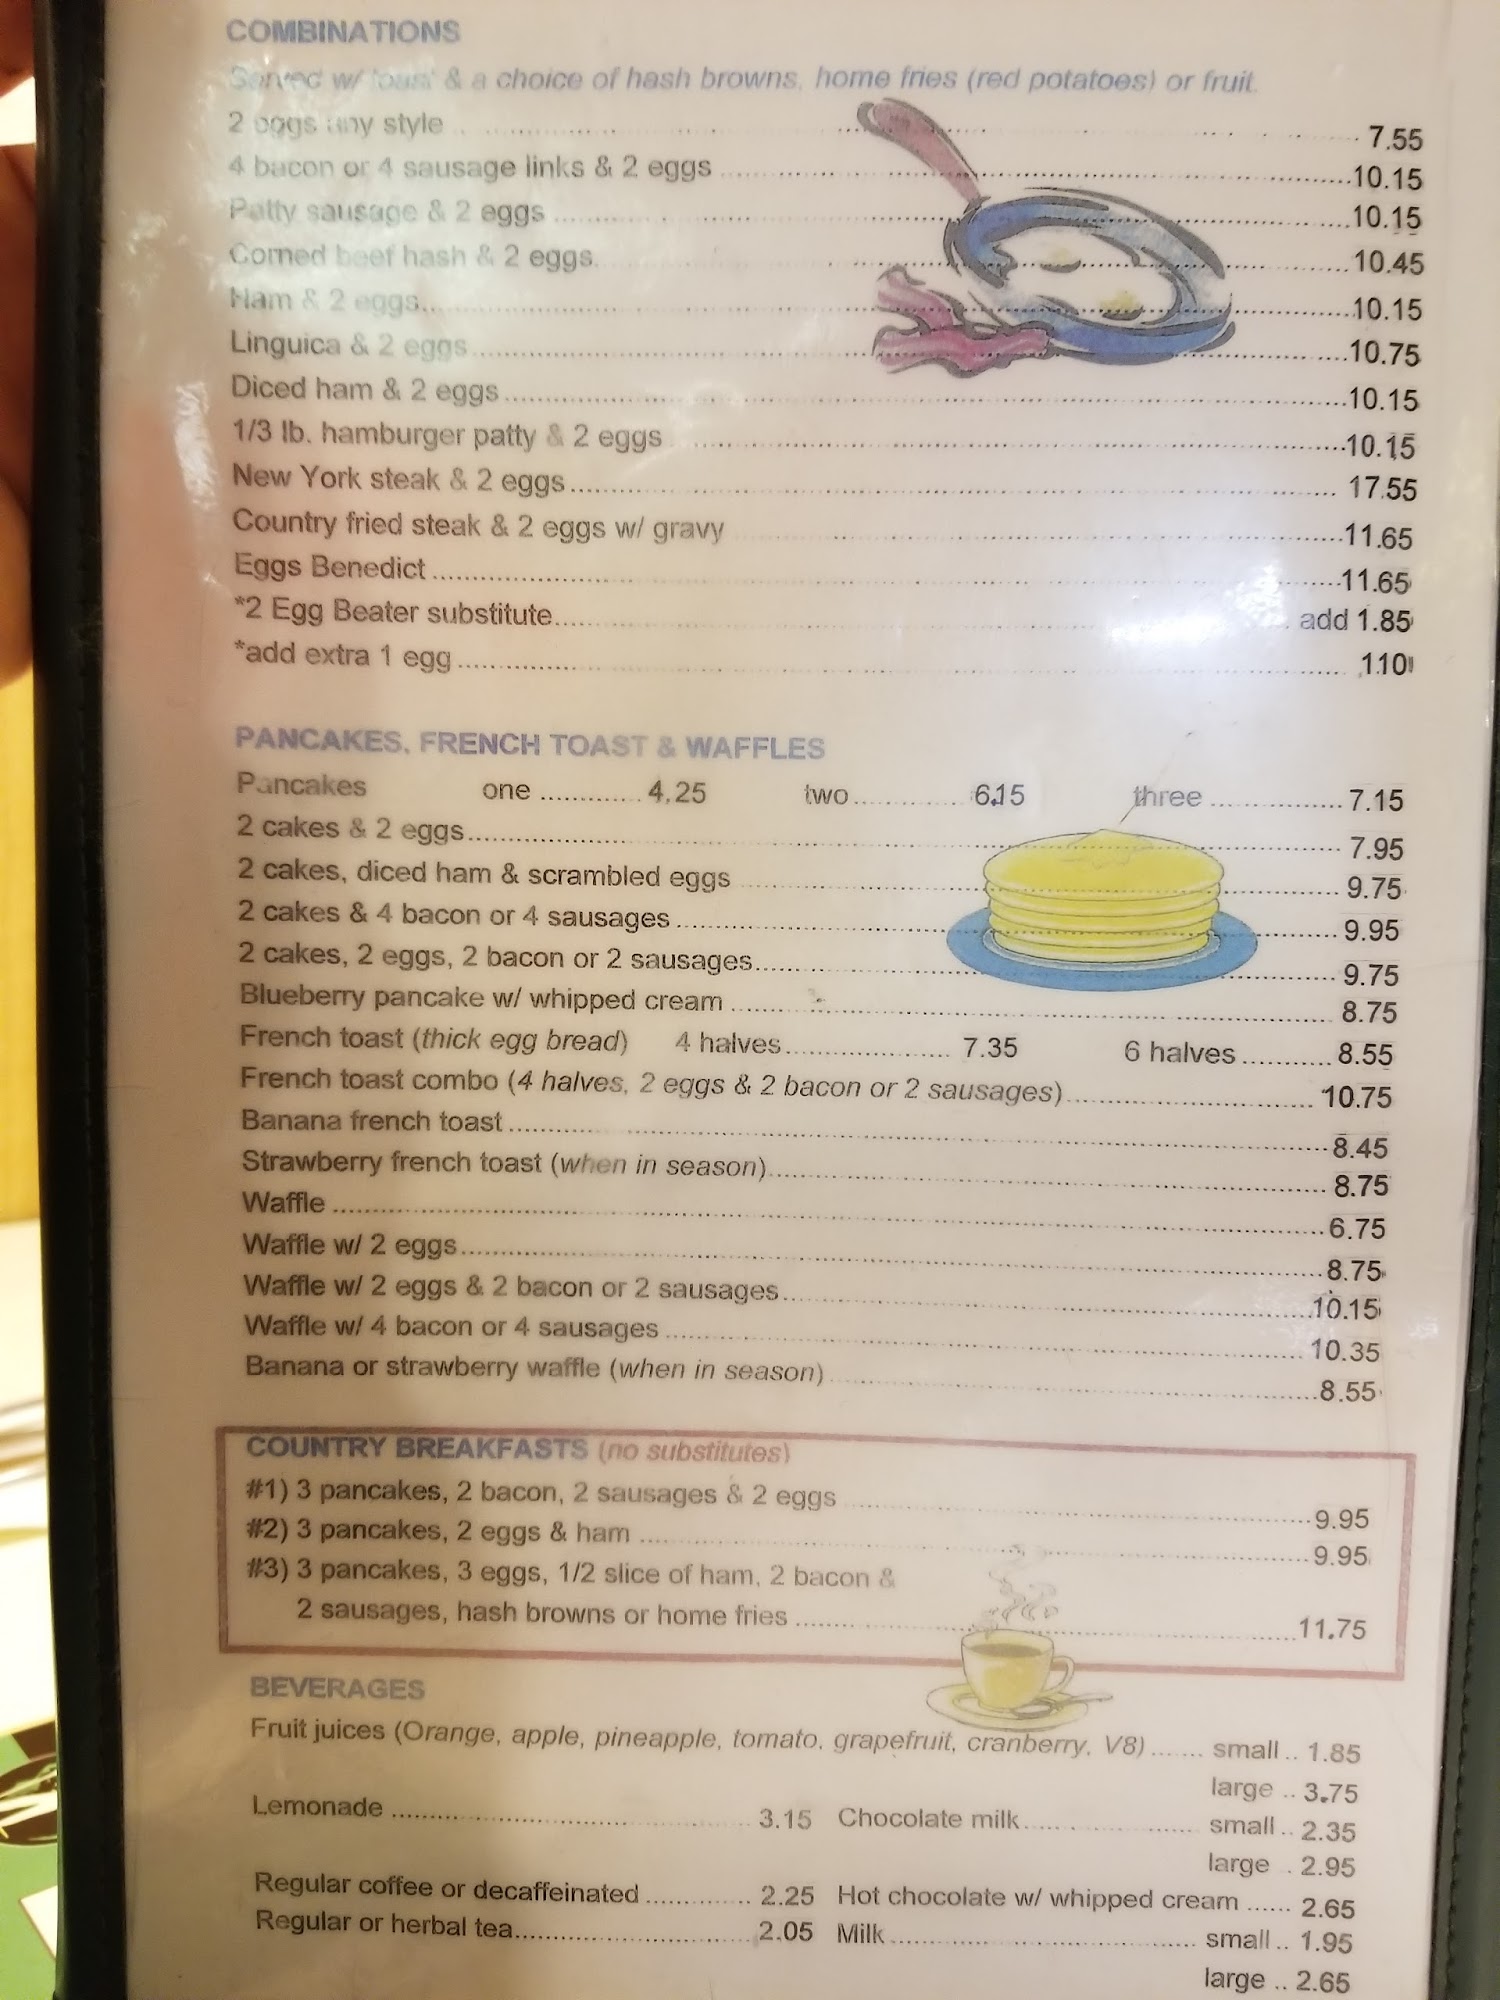 COMBINATIONS
Served w/ toast & a choice of hash browns, home fries (red potatoes) or fruit.
2 eggs any style .......... 7.55
4 bacon or 4 sausage links & 2 eggs .......... 10.15
Patty sausage & 2 eggs .......... 10.15
Corned beef hash & 2 eggs .......... 10.45
Ham & 2 eggs .......... 10.15
Linguica & 2 eggs .......... 10.75
Diced ham & 2 eggs .......... 10.15
1/3 lb. hamburger patty & 2 eggs .......... 10.15
New York steak & 2 eggs .......... 17.55
Country fried steak & 2 eggs w/ gravy .......... 11.65
Eggs Benedict .......... 11.65
*2 Egg Beater substitute .......... add 1.85
*add extra 1 egg .......... 1.10
PANCAKES, FRENCH TOAST & WAFFLES
Pancakes one .......... 4.25 two .......... 6.15 three .......... 7.15
2 cakes & 2 eggs .......... 7.95
2 cakes, diced ham & scrambled eggs .......... 9.75
2 cakes & 4 bacon or 4 sausages .......... 9.95
2 cakes, 2 eggs, 2 bacon or 2 sausages .......... 9.75
Blueberry pancake w/ whipped cream .......... 8.75
French toast (thick egg bread) 4 halves .......... 7.35 6 halves .......... 8.55
French toast combo (4 halves, 2 eggs & 2 bacon or 2 sausages) .......... 10.75
Banana french toast .......... 8.45
Strawberry french toast (when in season) .......... 8.75
Waffle .......... 6.75
Waffle w/ 2 eggs .......... 8.75
Waffle w/ 2 eggs & 2 bacon or 2 sausages .......... 10.15
Waffle w/ 4 bacon or 4 sausages .......... 10.35
Banana or strawberry waffle (when in season) .......... 8.55
COUNTRY BREAKFASTS (no substitutes)
#1) 3 pancakes, 2 bacon, 2 sausages & 2 eggs .......... 9.95
#2) 3 pancakes, 2 eggs & ham .......... 9.95
#3) 3 pancakes, 3 eggs, 1/2 slice of ham, 2 bacon &
2 sausages, hash browns or home fries .......... 11.75
BEVERAGES
Fruit juices (Orange, apple, pineapple, tomato, grapefruit, cranberry, V8) ....... small .. 1.85
large .. 3.75
Lemonade .......... 3.15 Chocolate milk .......... small .. 2.35
large .. 2.95
Regular coffee or decaffeinated .......... 2.25 Hot chocolate w/ whipped cream ...... 2.65
Regular or herbal tea .......... 2.05 Milk .......... small .. 1.95
large .. 2.65